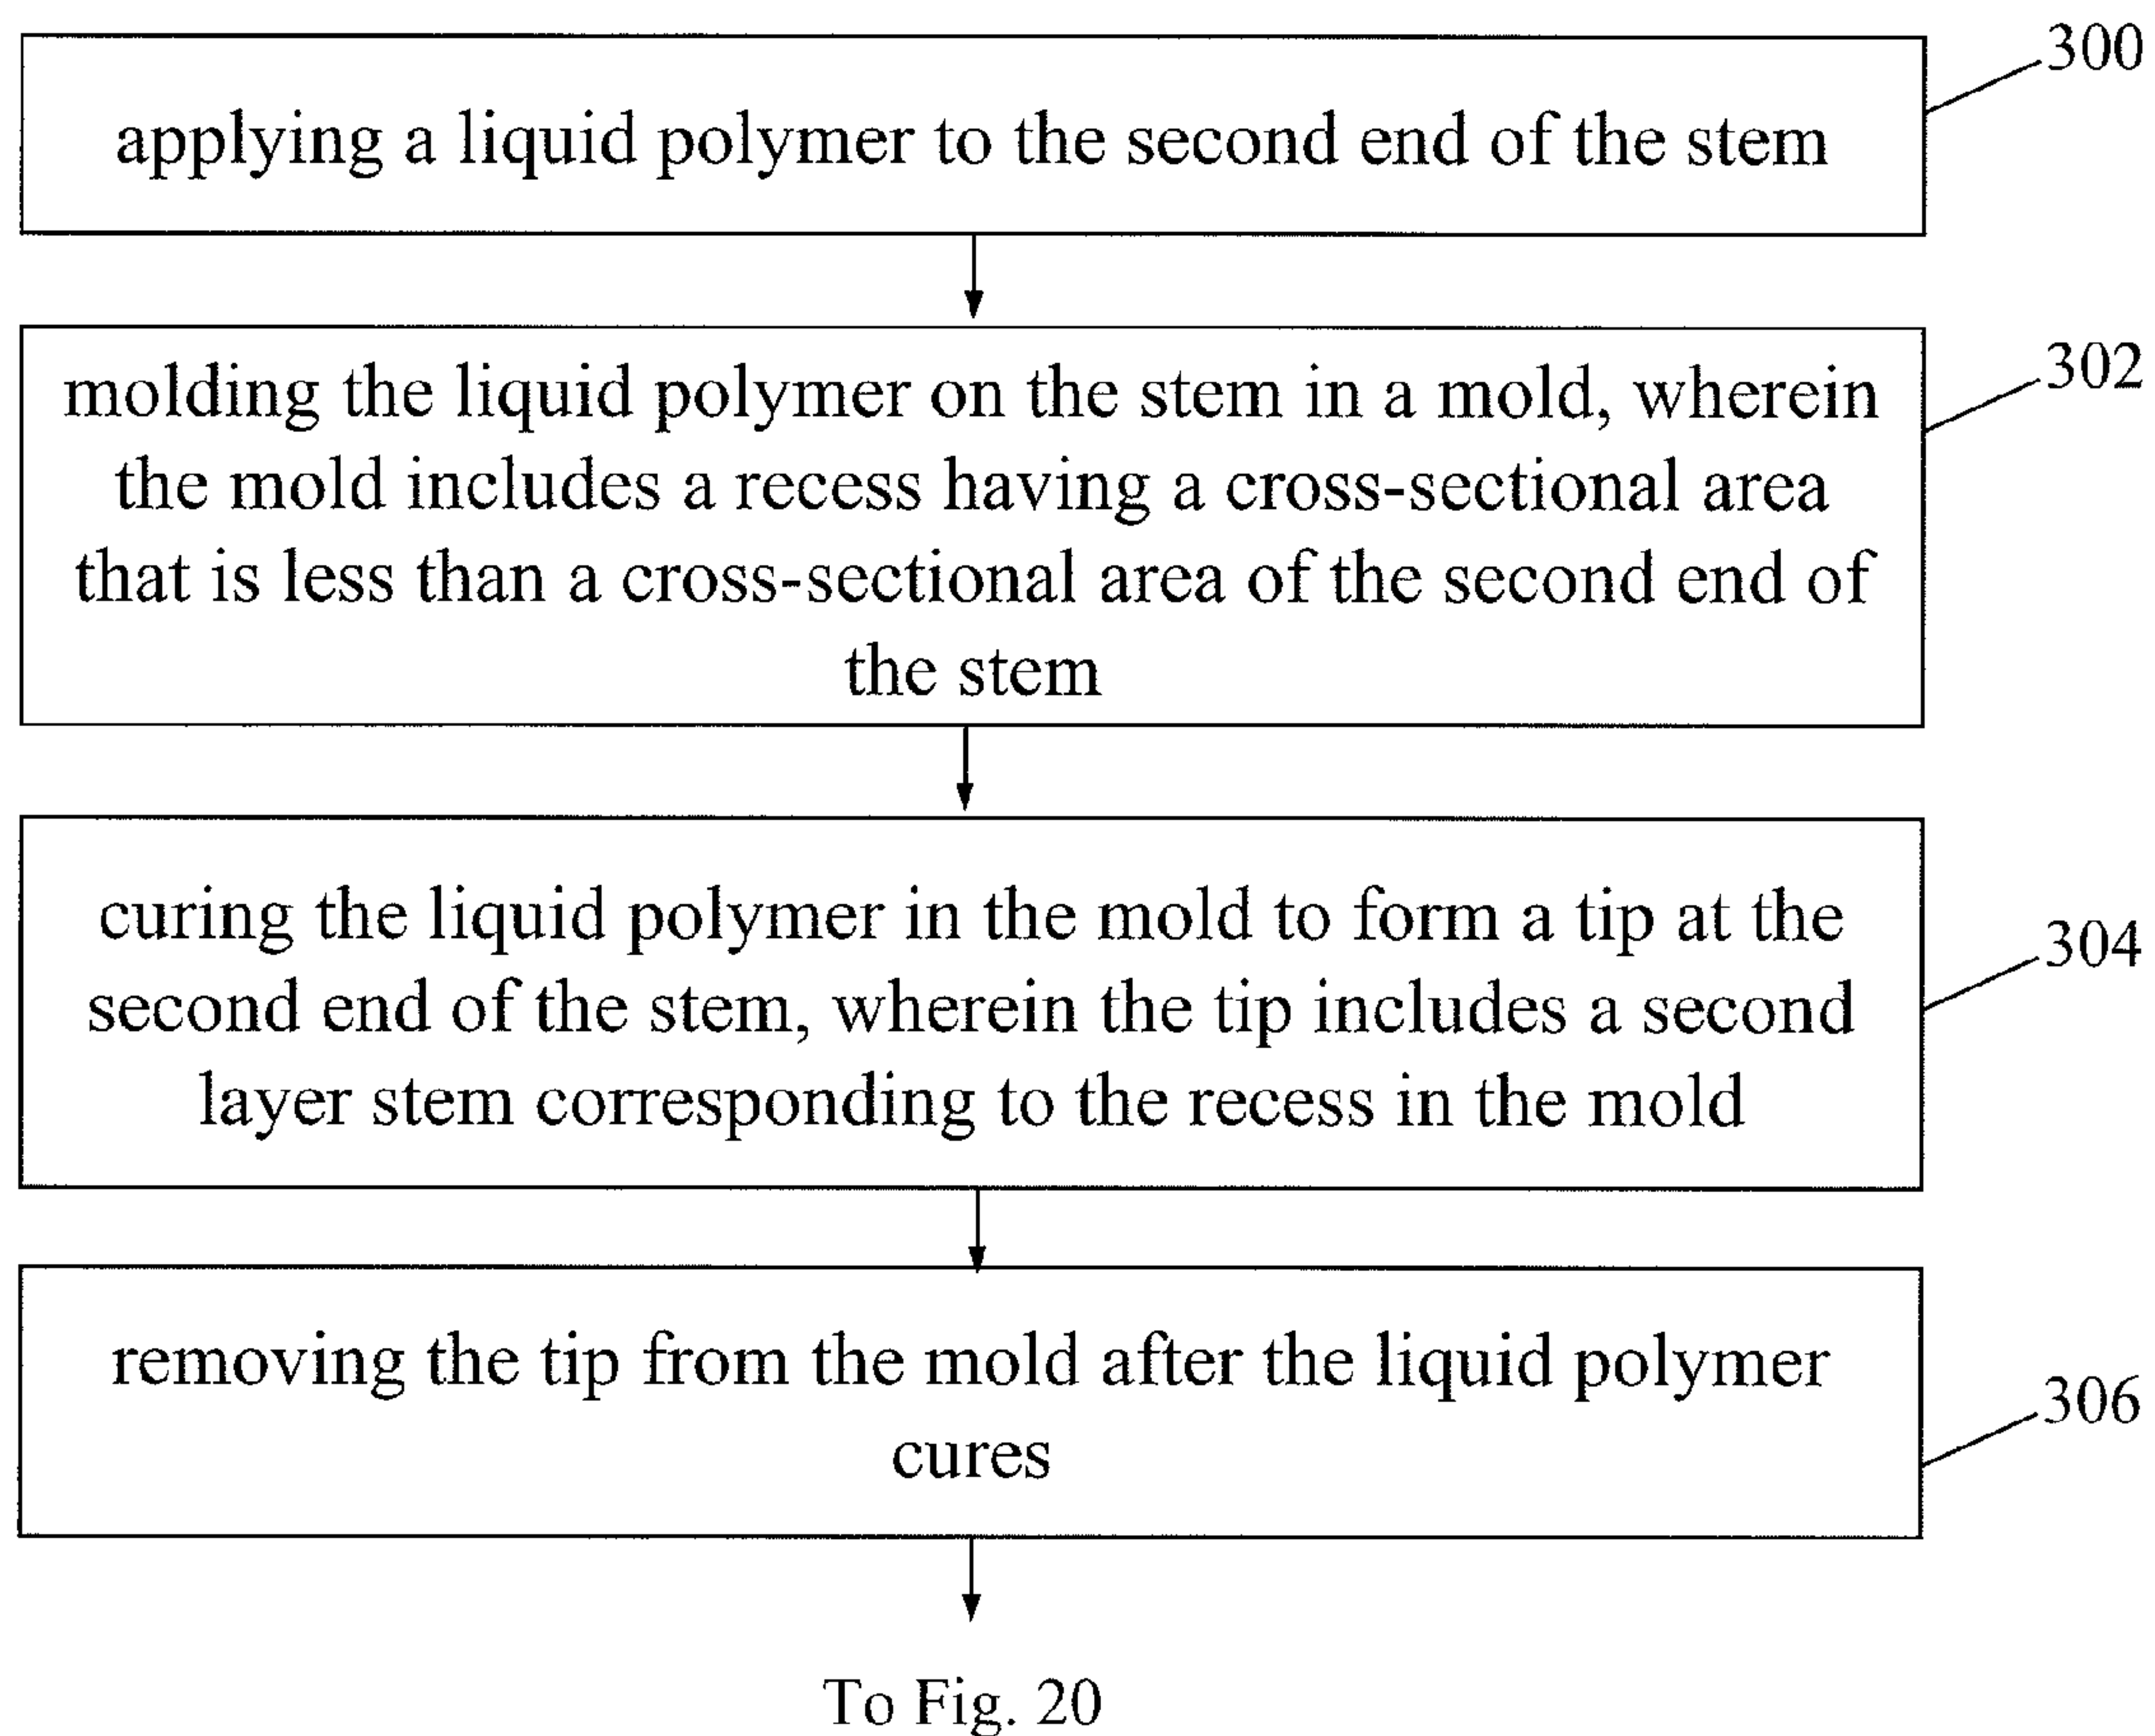 300
applying a liquid polymer to the second end of the stem
302
molding the liquid polymer on the stem in a mold, wherein
the mold includes a recess having a cross-sectional area
that is less than a cross-sectional area of the second end of
the stem
304
curing the liquid polymer in the mold to form a tip at the
second end of the stem, wherein the tip includes a second
layer stem corresponding to the recess in the mold
306
removing the tip from the mold after the liquid polymer
cures
To Fig. 20